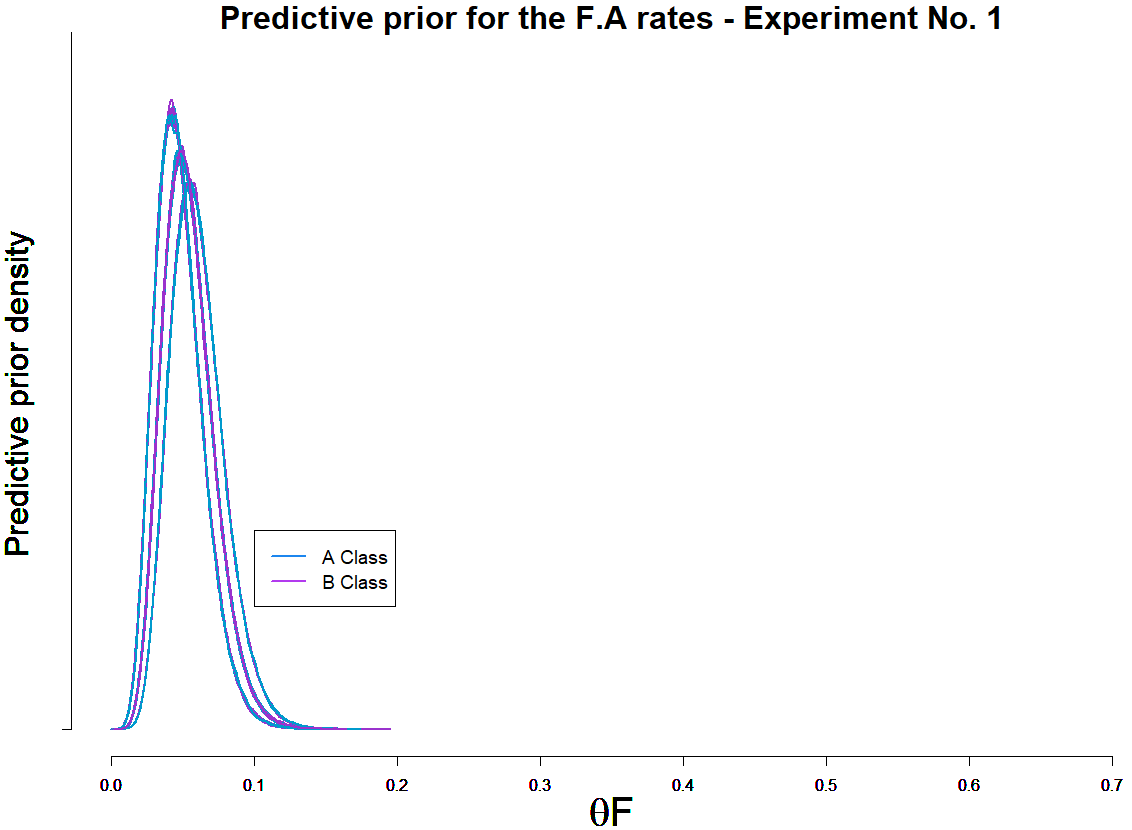 Predictive prior for the F.A rates - Experiment No. 1
Predictive prior density
A Class
B Class
0.0 0.1 0.2 0.3 0.4 0.5 0.6 0.7
θF